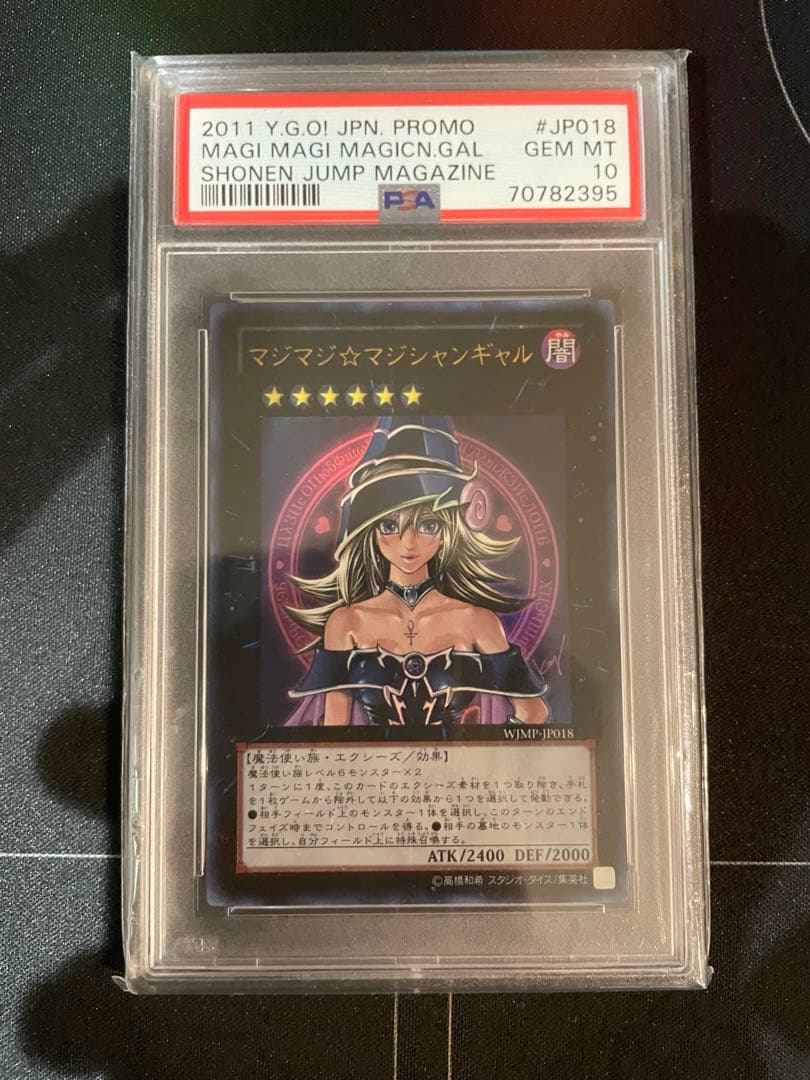 2011 Y.G.O! JPN. PROMO #JP018
MAGI MAGI MAGICN.GAL GEM MT
SHONEN JUMP MAGAZINE 10
PSA 70782395
マジマジ☆マジシャンギャル 闇
WJMP-JP018
【魔法使い族・エクシーズ/効果】
魔法使い族レベル6モンスター×2
1ターンに1度、このカードのエクシーズ素材を1つ取り除き、手札
を1枚ゲームから除外して以下の効果から1つを選択して発動できる。
●相手フィールド上のモンスター1体を選択し、このターンのエンド
フェイズ時までコントロールを得る。●相手の墓地のモンスター1体
を選択し、自分フィールド上に特殊召喚する。
ATK/2400 DEF/2000
©高橋和希 スタジオ・ダイス/集英社